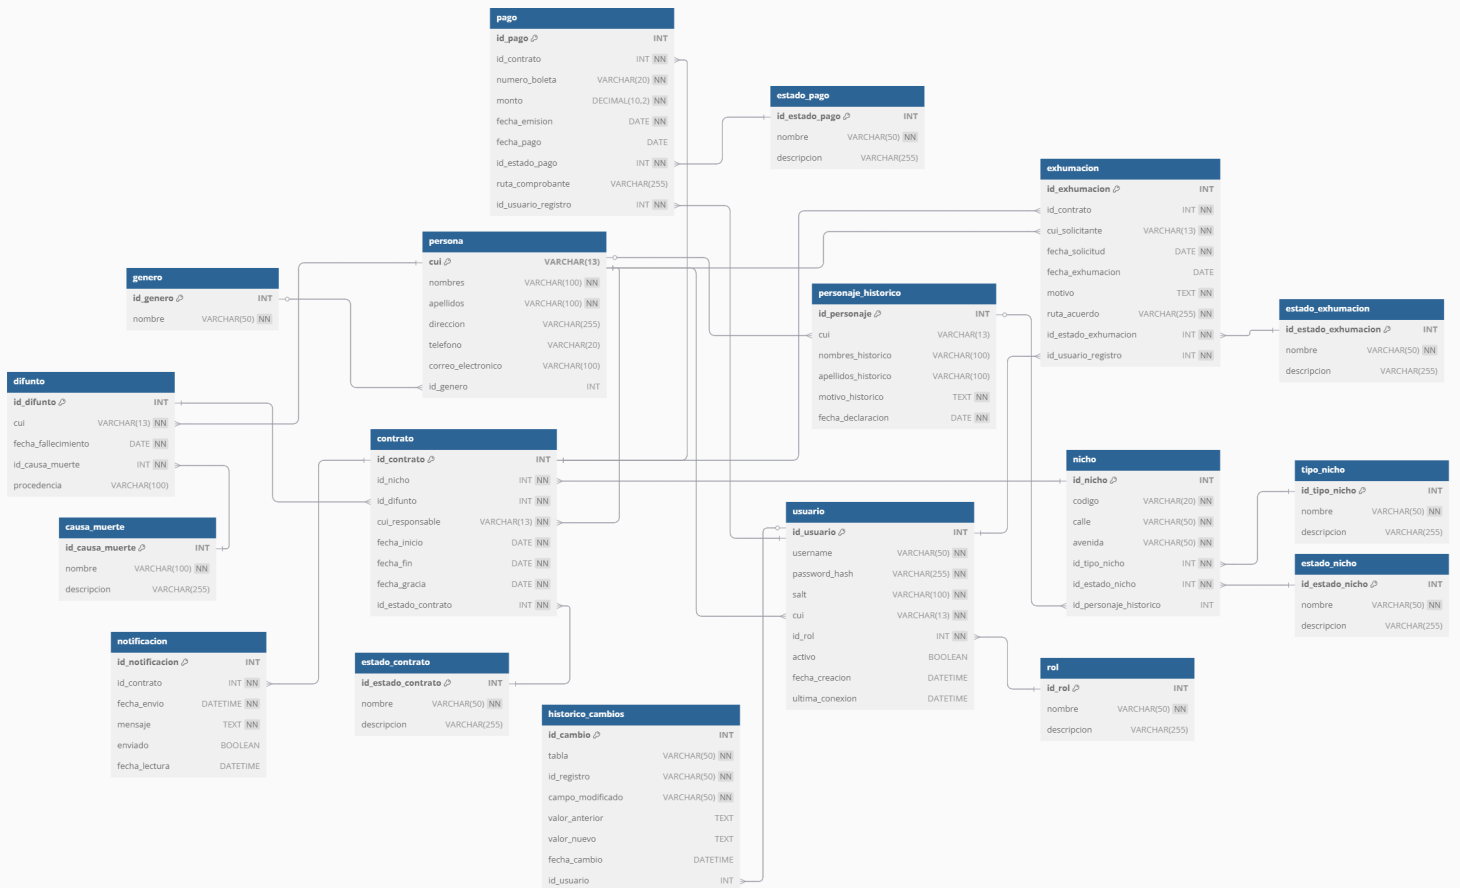 pago
id_pago INT
id_contrato INT NN
numero_boleta VARCHAR(20) NN
monto DECIMAL(10,2) NN
fecha_emision DATE NN
fecha_pago DATE
id_estado_pago INT NN
ruta_comprobante VARCHAR(255)
id_usuario_registro INT NN
estado_pago
id_estado_pago INT
nombre VARCHAR(50) NN
descripcion VARCHAR(255)
exhumacion
id_exhumacion INT
id_contrato INT NN
cui_solicitante VARCHAR(13) NN
fecha_solicitud DATE NN
fecha_exhumacion DATE
motivo TEXT NN
ruta_acuerdo VARCHAR(255) NN
id_estado_exhumacion INT NN
id_usuario_registro INT NN
persona
cui VARCHAR(13)
nombres VARCHAR(100) NN
apellidos VARCHAR(100) NN
direccion VARCHAR(255)
telefono VARCHAR(20)
correo_electronico VARCHAR(100)
id_genero INT
genero
id_genero INT
nombre VARCHAR(50) NN
personaje_historico
id_personaje INT
cui VARCHAR(13)
nombres_historico VARCHAR(100)
apellidos_historico VARCHAR(100)
motivo_historico TEXT NN
fecha_declaracion DATE NN
estado_exhumacion
id_estado_exhumacion INT
nombre VARCHAR(50) NN
descripcion VARCHAR(255)
difunto
id_difunto INT
cui VARCHAR(13) NN
fecha_fallecimiento DATE NN
id_causa_muerte INT NN
procedencia VARCHAR(100)
contrato
id_contrato INT
id_nicho INT NN
id_difunto INT NN
cui_responsable VARCHAR(13) NN
fecha_inicio DATE NN
fecha_fin DATE NN
fecha_gracia DATE NN
id_estado_contrato INT NN
nicho
id_nicho INT
codigo VARCHAR(20) NN
calle VARCHAR(50) NN
avenida VARCHAR(50) NN
id_tipo_nicho INT NN
id_estado_nicho INT NN
id_personaje_historico INT
tipo_nicho
id_tipo_nicho INT
nombre VARCHAR(50) NN
descripcion VARCHAR(255)
causa_muerte
id_causa_muerte INT
nombre VARCHAR(100) NN
descripcion VARCHAR(255)
usuario
id_usuario INT
username VARCHAR(50) NN
password_hash VARCHAR(255) NN
salt VARCHAR(100) NN
cui VARCHAR(13) NN
id_rol INT NN
activo BOOLEAN
fecha_creacion DATETIME
ultima_conexion DATETIME
estado_nicho
id_estado_nicho INT
nombre VARCHAR(50) NN
descripcion VARCHAR(255)
notificacion
id_notificacion INT
id_contrato INT NN
fecha_envio DATETIME NN
mensaje TEXT NN
enviado BOOLEAN
fecha_lectura DATETIME
estado_contrato
id_estado_contrato INT
nombre VARCHAR(50) NN
descripcion VARCHAR(255)
rol
id_rol INT
nombre VARCHAR(50) NN
descripcion VARCHAR(255)
historico_cambios
id_cambio INT
tabla VARCHAR(50) NN
id_registro VARCHAR(50) NN
campo_modificado VARCHAR(50) NN
valor_anterior TEXT
valor_nuevo TEXT
fecha_cambio DATETIME
id_usuario INT